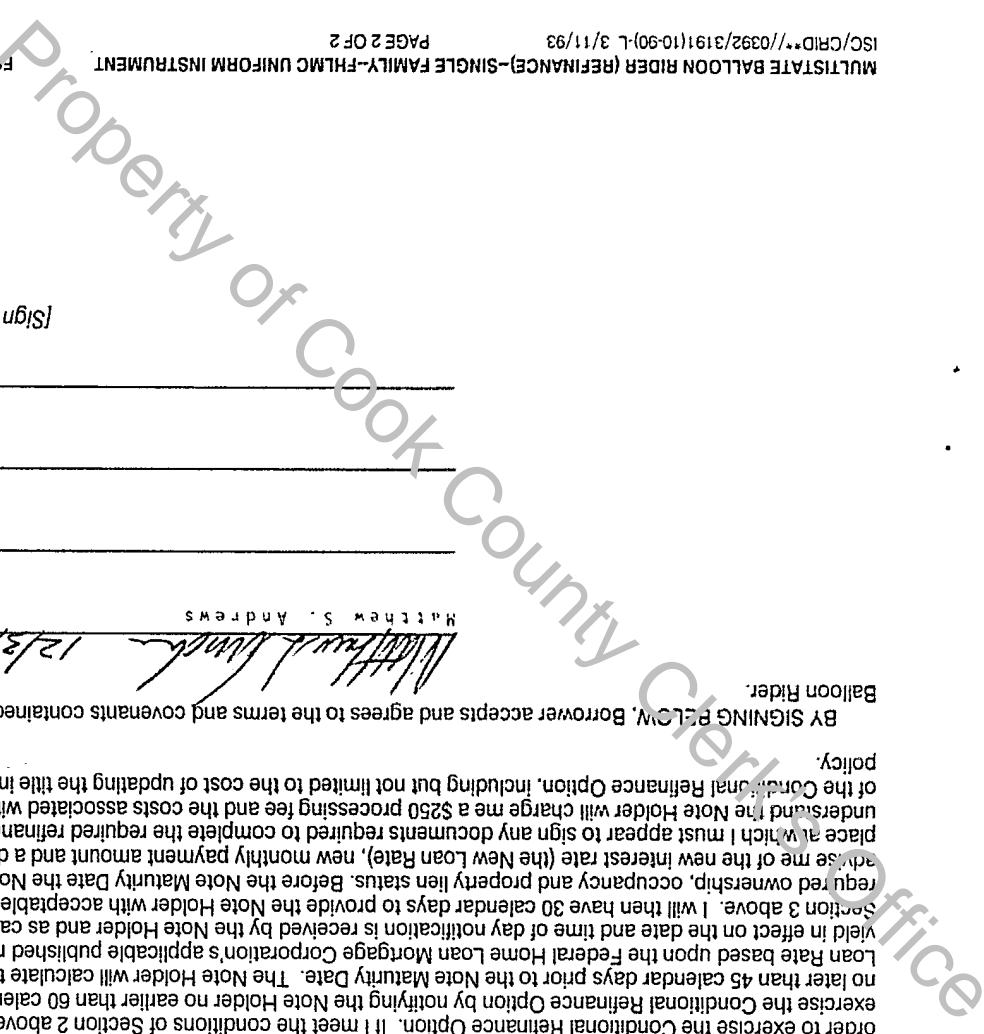 order to exercise the Conditional Refinance Option. If I meet the conditions of Section 2 above
exercise the Conditional Refinance Option by notifying the Note Holder no earlier than 60 calen
no later than 45 calendar days prior to the Note Maturity Date. The Note Holder will calculate t
Loan Rate based upon the Federal Home Loan Mortgage Corporation's applicable published r
yield in effect on the date and time of day notification is received by the Note Holder and as ca
Section 3 above. I will then have 30 calendar days to provide the Note Holder with acceptable
required ownership, occupancy and property lien status. Before the Note Maturity Date the No
advise me of the new interest rate (the New Loan Rate), new monthly payment amount and a d
place at which I must appear to sign any documents required to complete the required refinan
understand the Note Holder will charge me a $250 processing fee and the costs associated wi
of the Conditional Refinance Option, including but not limited to the cost of updating the title in
policy.
BY SIGNING BELOW, Borrower accepts and agrees to the terms and covenants contained
Balloon Rider.
12/3
Matthew S. Andrews
[Sign
MULTISTATE BALLOON RIDER (REFINANCE)-SINGLE FAMILY--FHLMC UNIFORM INSTRUMENT
ISC/CRID**//0392/3191(10-90)-L 3/11/93 PAGE 2 OF 2
Property of Cook County Clerk's Office